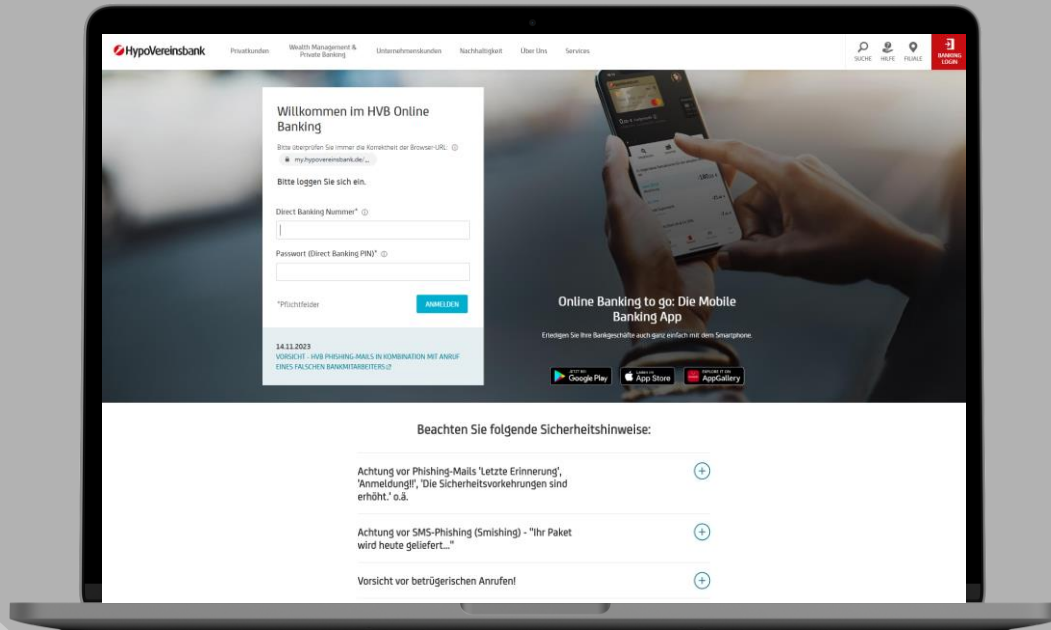 HypoVereinsbank
Privatkunden
Wealth Management &
Private Banking
Unternehmenskunden
Nachhaltigkeit
Über Uns
Services
SUCHE
HILFE
FILIALE
BANKING
LOGIN
Willkommen im HVB Online
Banking
Bitte überprüfen Sie immer die Korrektheit der Browser-URL:
my.hypovereinsbank.de/...
Bitte loggen Sie sich ein.
Direct Banking Nummer*
Passwort (Direct Banking PIN)*
*Pflichtfelder
ANMELDEN
14.11.2023
VORSICHT - HVB PHISHING-MAILS IN KOMBINATION MIT ANRUF
EINES FALSCHEN BANKMITARBEITERS
Online Banking to go: Die Mobile
Banking App
Erledigen Sie Ihre Bankgeschäfte auch ganz einfach mit dem Smartphone.
JETZT BEI
Google Play
App Store
EXPLORE IT ON
AppGallery
Beachten Sie folgende Sicherheitshinweise:
Achtung vor Phishing-Mails 'Letzte Erinnerung',
'Anmeldung!!', 'Die Sicherheitsvorkehrungen sind
erhöht.' o.ä.
Achtung vor SMS-Phishing (Smishing) - "Ihr Paket
wird heute geliefert..."
Vorsicht vor betrügerischen Anrufen!